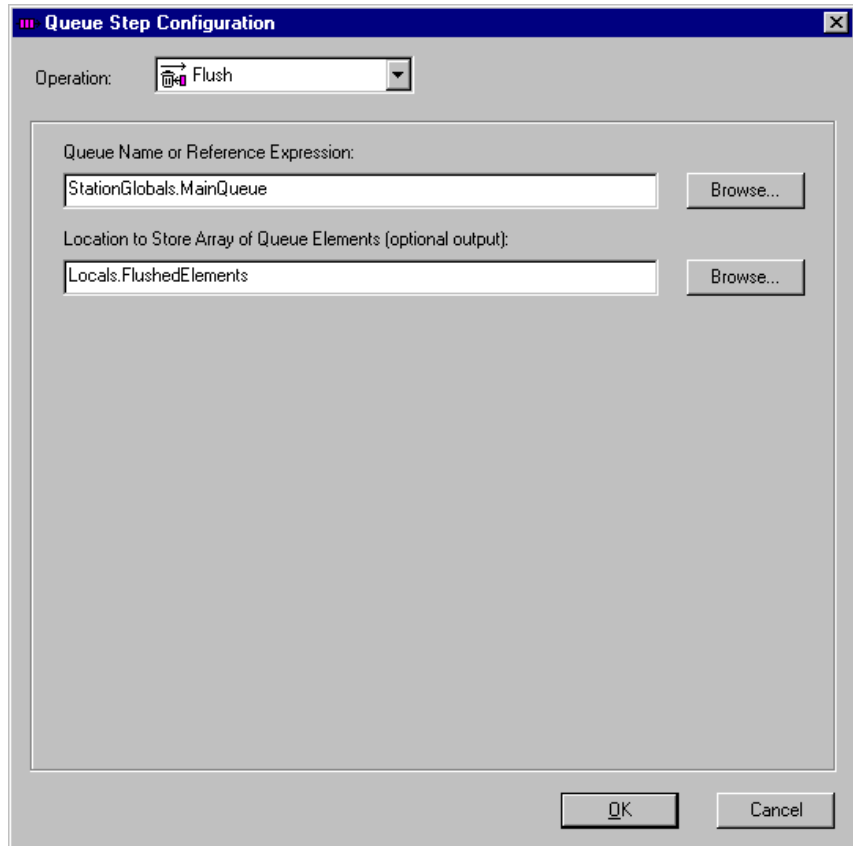 Queue Step Configuration
Operation: Flush
Queue Name or Reference Expression:
StationGlobals.MainQueue Browse...
Location to Store Array of Queue Elements (optional output):
Locals.FlushedElements Browse...
OK Cancel